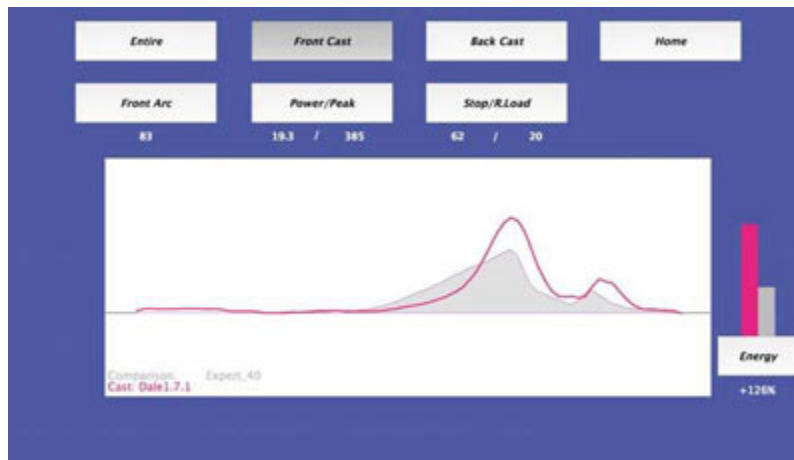 Entire Front Cast Back Cast Home
Front Arc Power/Peak Stop/R.Load
83 19.3 / 385 62 / 20
Comparison: Expert_40
Cast: Dale1.7.1
Energy
+126%